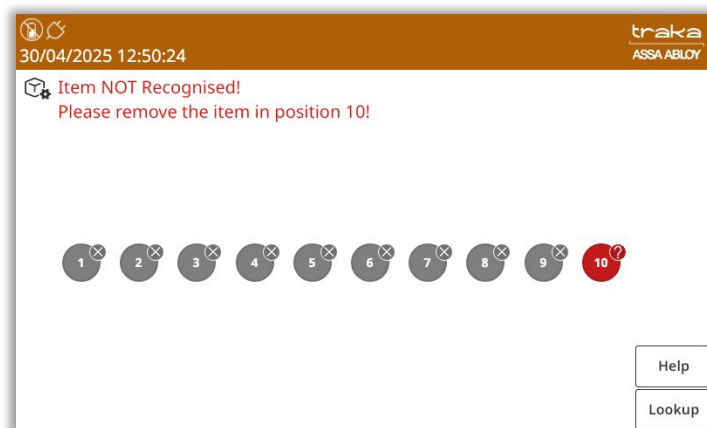 traka
30/04/2025 12:50:24
ASSA ABLOY
Item NOT Recognised!
Please remove the item in position 10!
1 2 3 4 5 6 7 8 9 10 ?
Help
Lookup